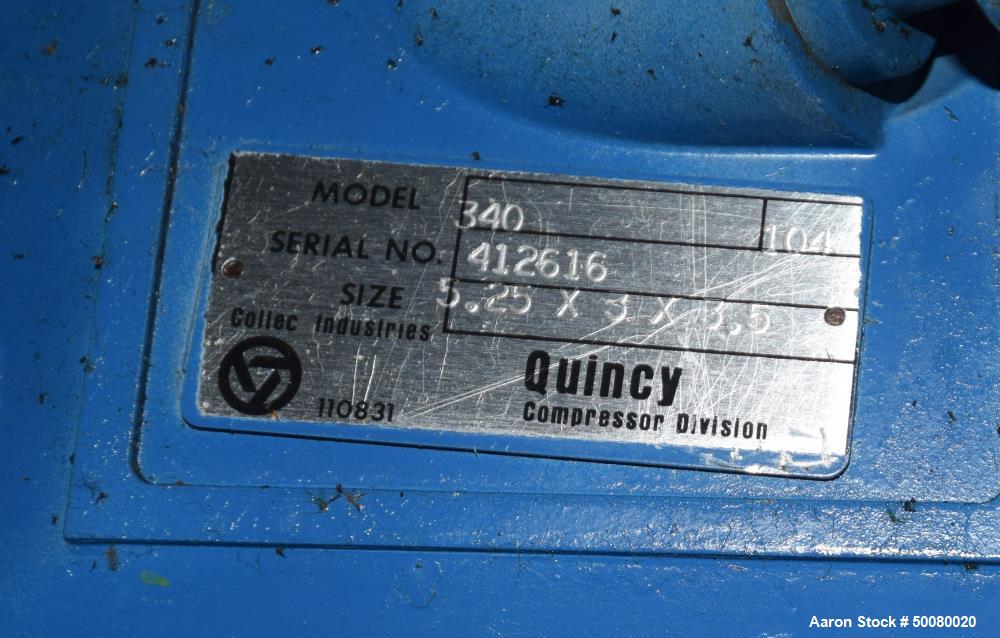 MODEL 340 104
SERIAL NO. 412616
SIZE 5.25 X 3 X 3.5
Coltec Industries
110831
Quincy
Compressor Division
Aaron Stock # 50080020